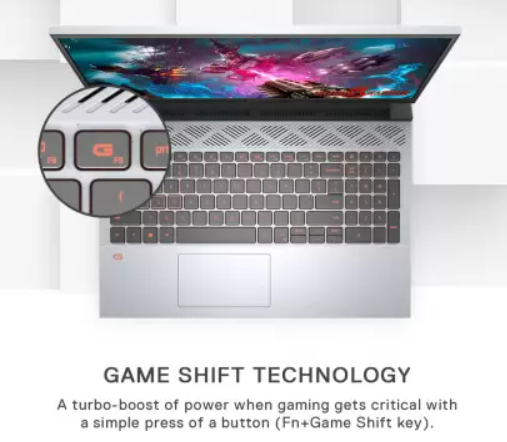 GAME SHIFT TECHNOLOGY
A turbo-boost of power when gaming gets critical with
a simple press of a button (Fn+Game Shift key).